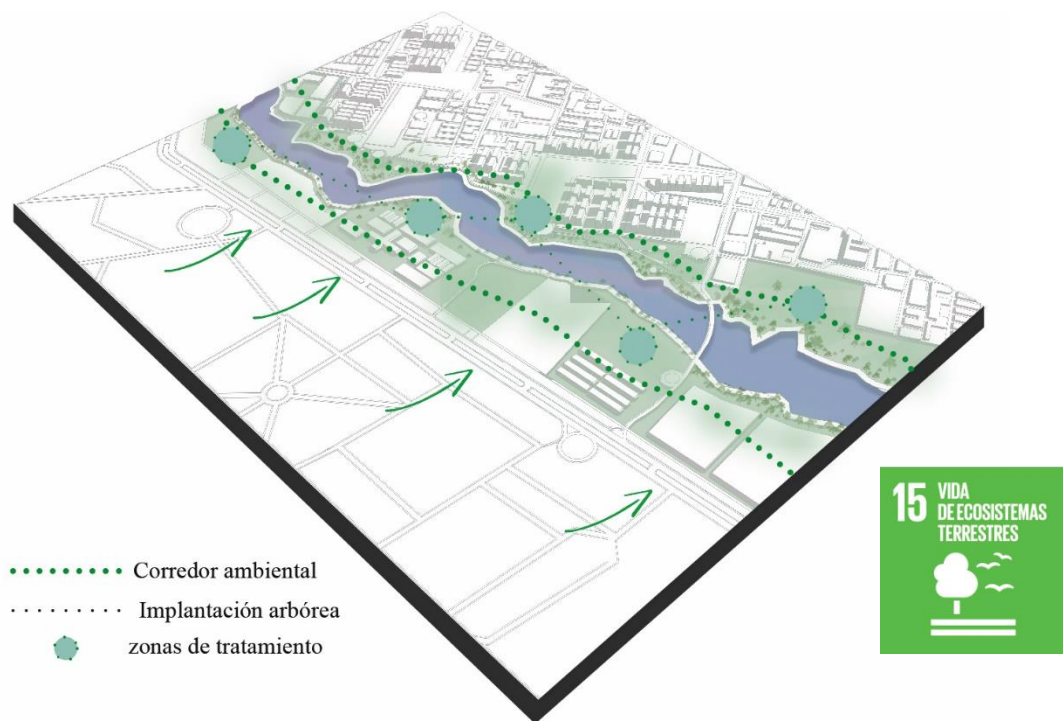 15 VIDA
DE ECOSISTEMAS
TERRESTRES
Corredor ambiental
Implantación arbórea
zonas de tratamiento